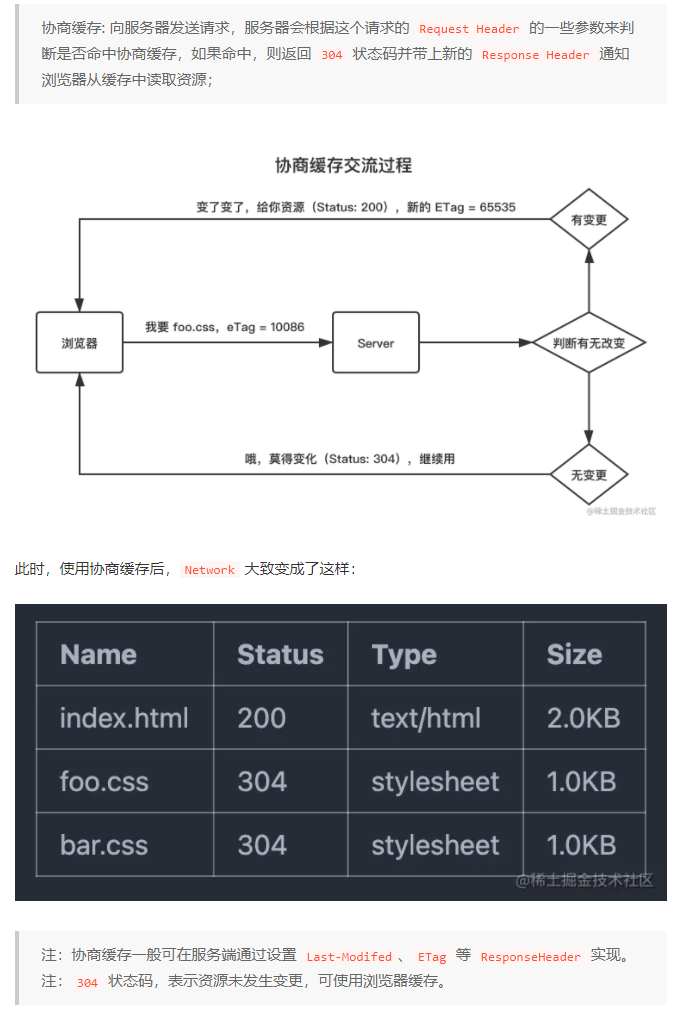 协商缓存: 向服务器发送请求，服务器会根据这个请求的 Request Header 的一些参数来判
断是否命中协商缓存，如果命中，则返回 304 状态码并带上新的 Response Header 通知
浏览器从缓存中读取资源；
协商缓存交流过程
变了变了，给你资源（Status: 200），新的 ETag = 65535
有变更
浏览器
我要 foo.css，eTag = 10086
Server
判断有无改变
哦，莫得变化（Status: 304），继续用
无变更
@稀土掘金技术社区
此时，使用协商缓存后， Network 大致变成了这样：
Name Status Type Size
index.html 200 text/html 2.0KB
foo.css 304 stylesheet 1.0KB
bar.css 304 stylesheet 1.0KB
@稀土掘金技术社区
注：协商缓存一般可在服务端通过设置 Last-Modifed 、 ETag 等 ResponseHeader 实现。
注： 304 状态码，表示资源未发生变更，可使用浏览器缓存。